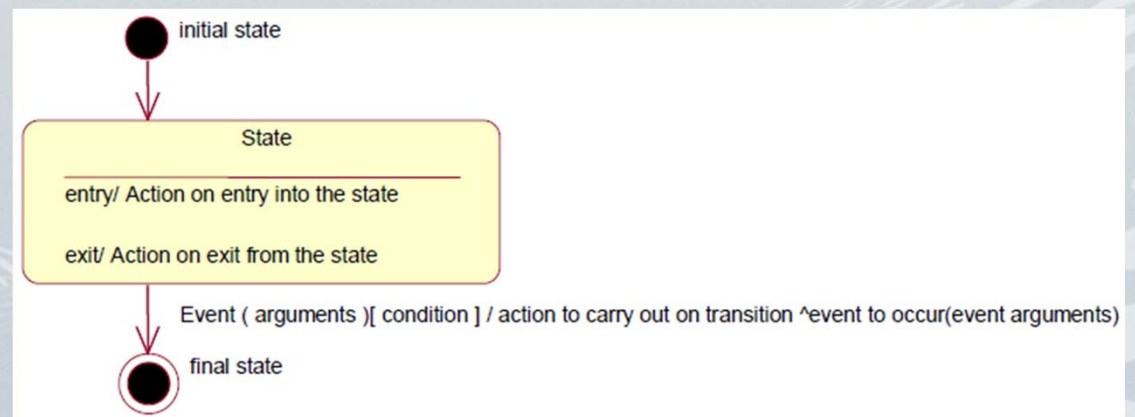 initial state
State
entry/ Action on entry into the state
exit/ Action on exit from the state
Event ( arguments )[ condition ] / action to carry out on transition ^event to occur(event arguments)
final state